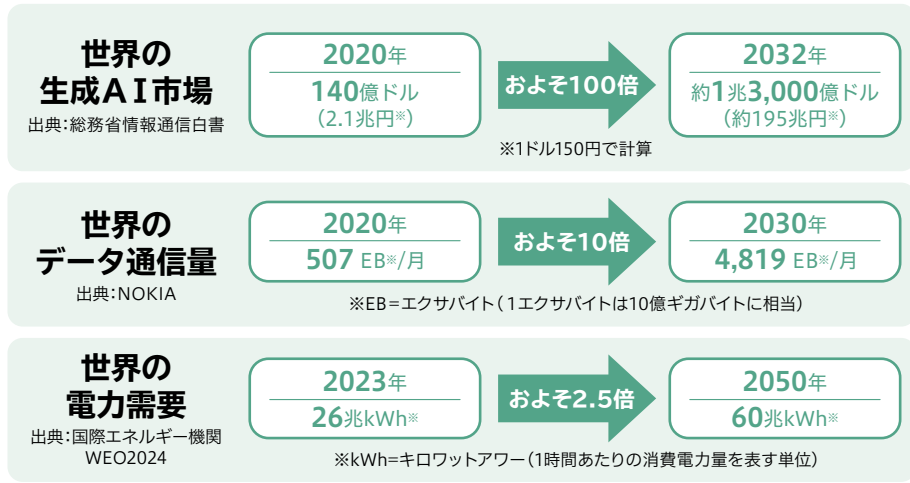 世界の
生成AI市場
出典:総務省情報通信白書
2020年
140億ドル
(2.1兆円※)
およそ100倍
2032年
約1兆3,000億ドル
(約195兆円※)
※1ドル150円で計算
世界の
データ通信量
出典:NOKIA
2020年
507 EB※/月
およそ10倍
2030年
4,819 EB※/月
※EB=エクサバイト(1エクサバイトは10億ギガバイトに相当)
世界の
電力需要
出典:国際エネルギー機関
WEO2024
2023年
26兆kWh※
およそ2.5倍
2050年
60兆kWh※
※kWh=キロワットアワー(1時間あたりの消費電力量を表す単位)